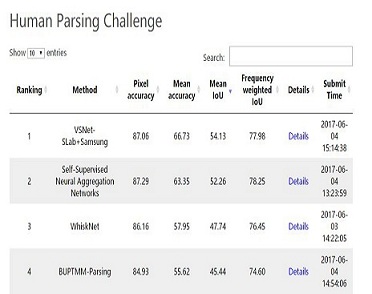 Human Parsing Challenge
Show 10 entries
Search:
Ranking Method Pixel accuracy Mean accuracy Mean IoU Frequency weighted IoU Details Submit Time
1 VSNet-SLab+Samsung 87.06 66.73 54.13 77.98 Details 2017-06-04 15:14:38
2 Self-Supervised Neural Aggregation Networks 87.29 63.35 52.26 78.25 Details 2017-06-04 13:23:59
3 WhiskNet 86.16 57.95 47.74 76.45 Details 2017-06-03 14:22:05
4 BUPTMM-Parsing 84.93 55.62 45.44 74.60 Details 2017-06-04 14:54:06